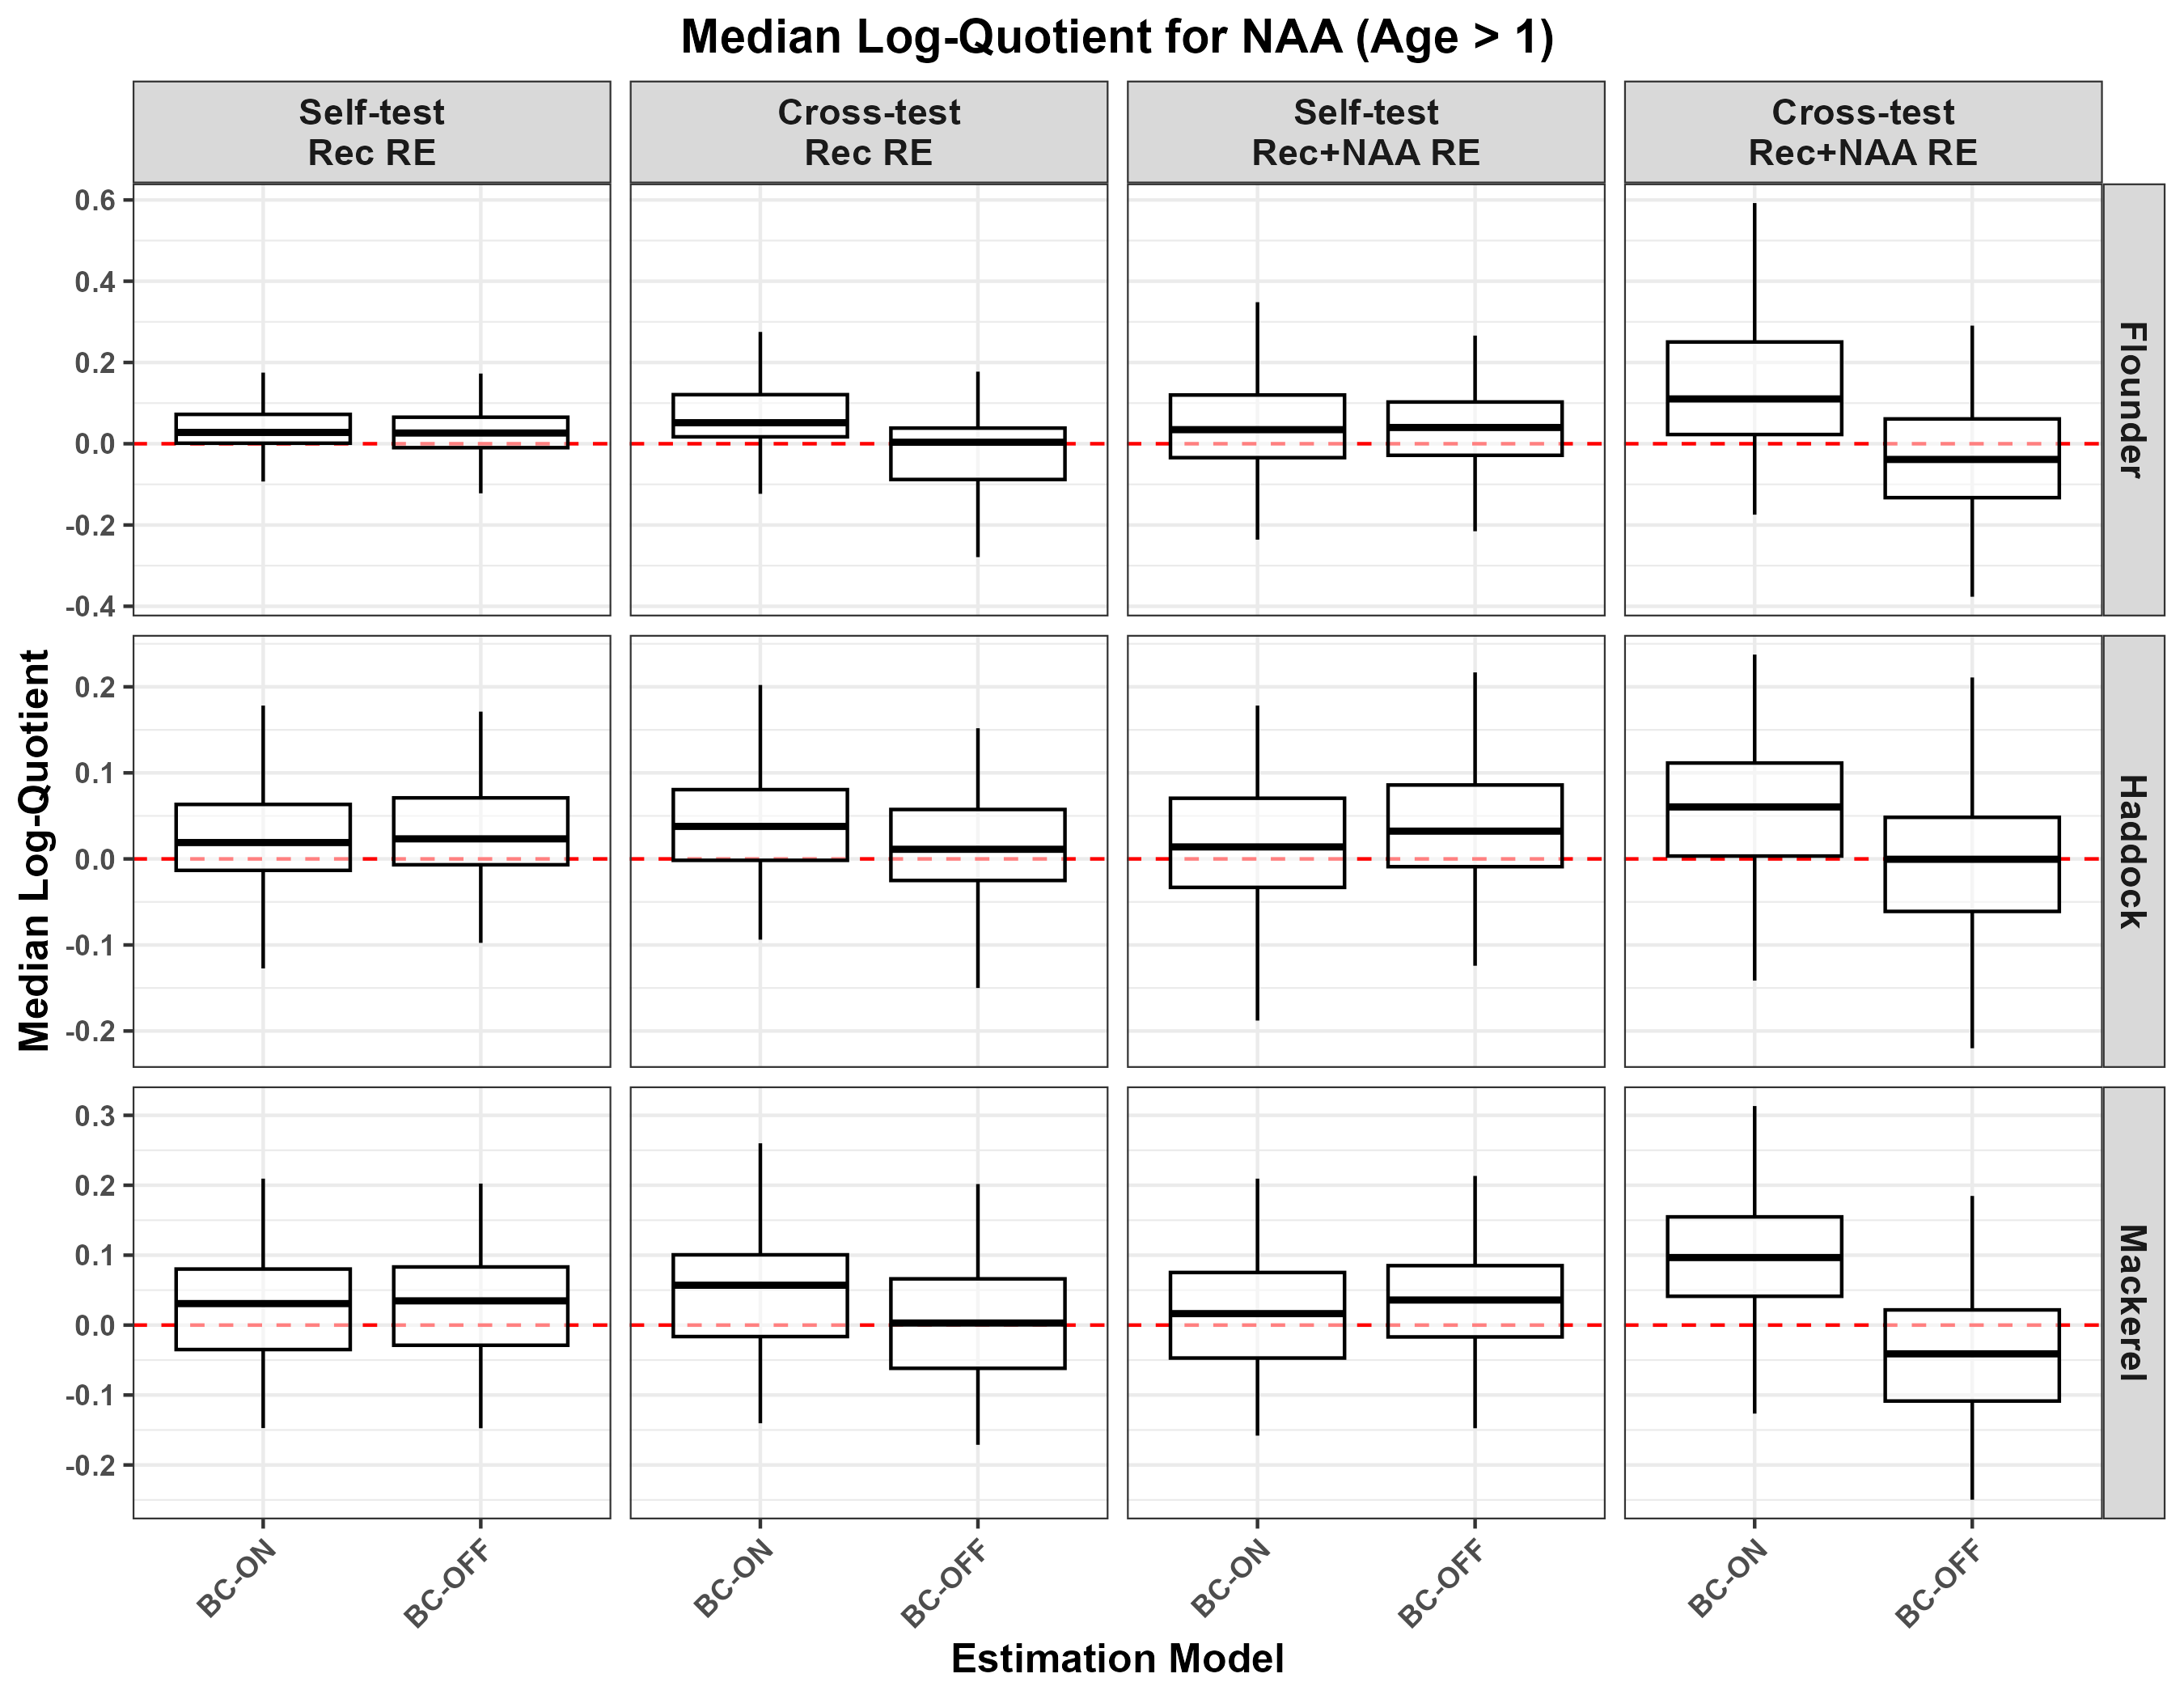 Median Log-Quotient for NAA (Age > 1)
Self-test
Rec RE
Cross-test
Rec RE
Self-test
Rec+NAA RE
Cross-test
Rec+NAA RE
Median Log-Quotient
0.6
0.4
0.2
0.0
-0.2
-0.4
Flounder
0.2
0.1
0.0
-0.1
-0.2
Haddock
0.3
0.2
0.1
0.0
-0.1
-0.2
Mackerel
BC-ON
BC-OFF
BC-ON
BC-OFF
BC-ON
BC-OFF
BC-ON
BC-OFF
Estimation Model